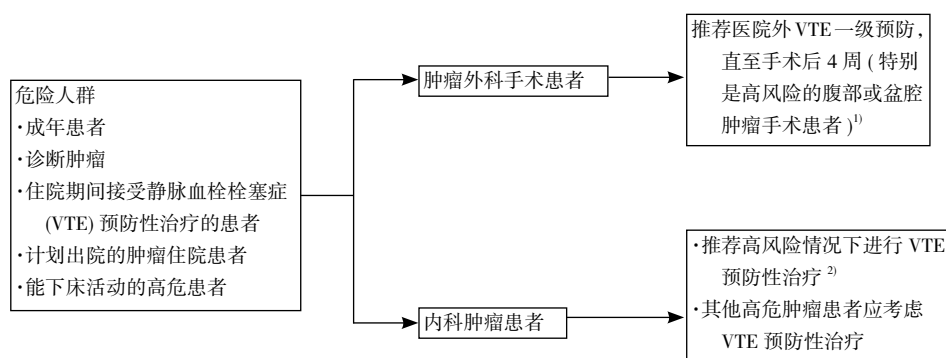 危险人群
·成年患者
·诊断肿瘤
·住院期间接受静脉血栓栓塞症
(VTE) 预防性治疗的患者
·计划出院的肿瘤住院患者
·能下床活动的高危患者
肿瘤外科手术患者
推荐医院外 VTE 一级预防，
直至手术后 4 周 ( 特别
是高风险的腹部或盆腔
肿瘤手术患者 )1)
内科肿瘤患者
·推荐高风险情况下进行 VTE
预防性治疗 2)
·其他高危肿瘤患者应考虑
VTE 预防性治疗